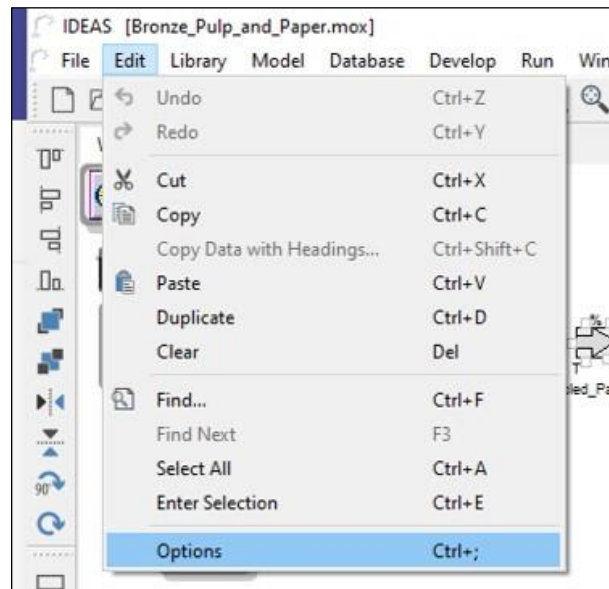 IDEAS [Bronze_Pulp_and_Paper.mox]
File Edit Library Model Database Develop Run
Undo Ctrl+Z
Redo Ctrl+Y
Cut Ctrl+X
Copy Ctrl+C
Copy Data with Headings... Ctrl+Shift+C
Paste Ctrl+V
Duplicate Ctrl+D
Clear Del
Find... Ctrl+F
Find Next F3
Select All Ctrl+A
Enter Selection Ctrl+E
Options Ctrl+;
90°
T
%